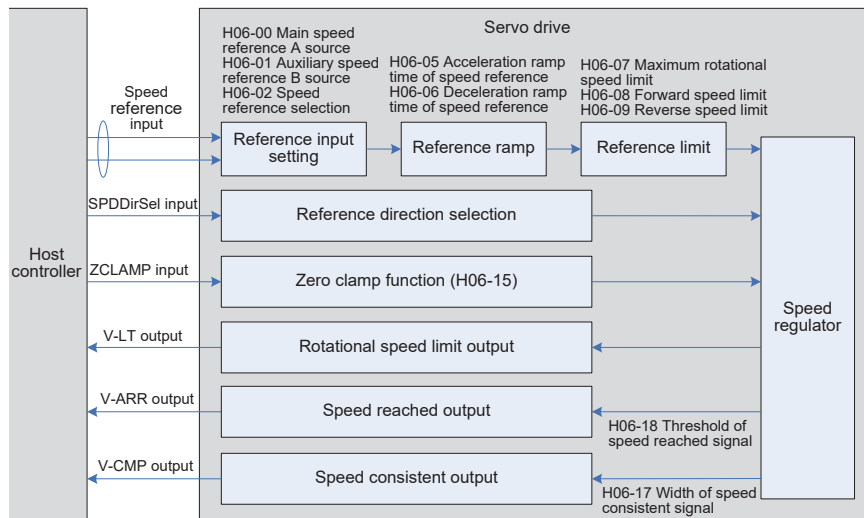 Servo drive
H06-00 Main speed
reference A source
H06-01 Auxiliary speed
reference B source
H06-02 Speed
reference selection
H06-05 Acceleration ramp
time of speed reference
H06-06 Deceleration ramp
time of speed reference
H06-07 Maximum rotational
speed limit
H06-08 Forward speed limit
H06-09 Reverse speed limit
Speed
reference
input
Reference input
setting
Reference ramp
Reference limit
SPDDirSel input
Reference direction selection
Host
controller
ZCLAMP input
Zero clamp function (H06-15)
Speed
regulator
V-LT output
Rotational speed limit output
V-ARR output
Speed reached output
H06-18 Threshold of
speed reached signal
V-CMP output
Speed consistent output
H06-17 Width of speed
consistent signal